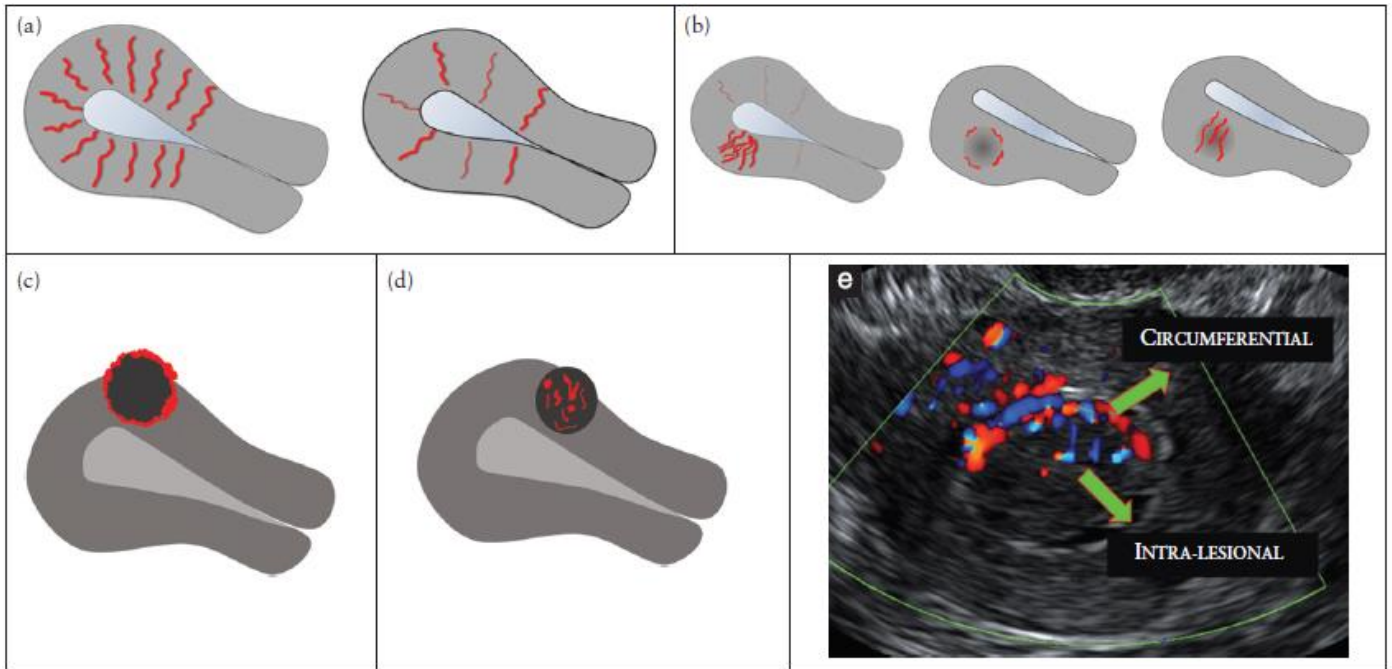 (a)
(b)
(c)
(d)
e
CIRCUMFERENTIAL
INTRA-LESIONAL